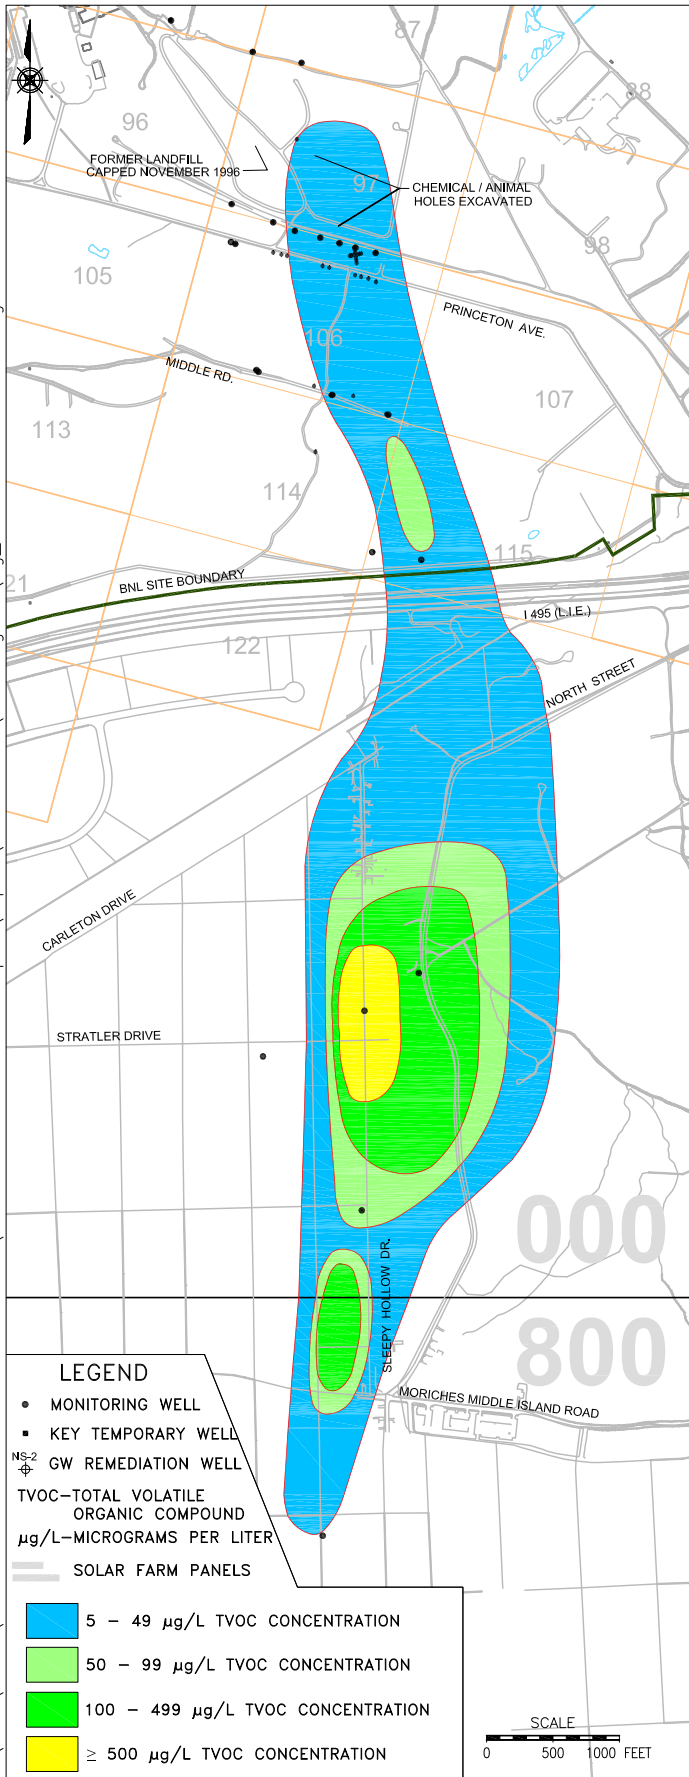 87
88
96
FORMER LANDFILL
CAPPED NOVEMBER 1996
97
CHEMICAL / ANIMAL
HOLES EXCAVATED
98
105
PRINCETON AVE.
106
MIDDLE RD.
107
113
114
115
BNL SITE BOUNDARY
21
I 495 (L.I.E.)
122
NORTH STREET
CARLETON DRIVE
STRATLER DRIVE
000
SLEEPY HOLLOW DR.
800
MORICHES MIDDLE ISLAND ROAD
LEGEND
MONITORING WELL
KEY TEMPORARY WELL
NS-2
GW REMEDIATION WELL
TVOC-TOTAL VOLATILE
ORGANIC COMPOUND
µg/L-MICROGRAMS PER LITER
SOLAR FARM PANELS
5 - 49 µg/L TVOC CONCENTRATION
50 - 99 µg/L TVOC CONCENTRATION
100 - 499 µg/L TVOC CONCENTRATION
≥ 500 µg/L TVOC CONCENTRATION
SCALE
0 500 1000 FEET